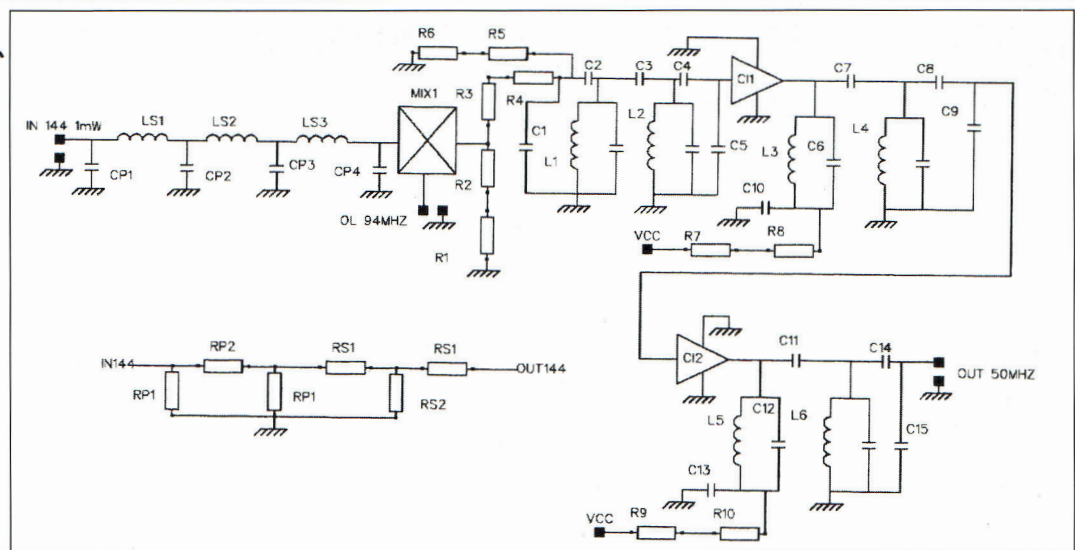 R6 R5
C2 C3 C4
CI1
C7 C8
MIX1
R3 R4
IN 144 1mW
LS1 LS2 LS3
C1
L1
L2
C5
L3
C6
L4
C9
CP1 CP2 CP3 CP4
R2
C10
OL 94MHZ
R1
VCC
R7 R8
IN144
RP2
RS1
RS1
OUT144
RP1
RP1
RS2
CI2
C11
C14
OUT 50MHZ
L5
C12
L6
C15
C13
VCC
R9 R10